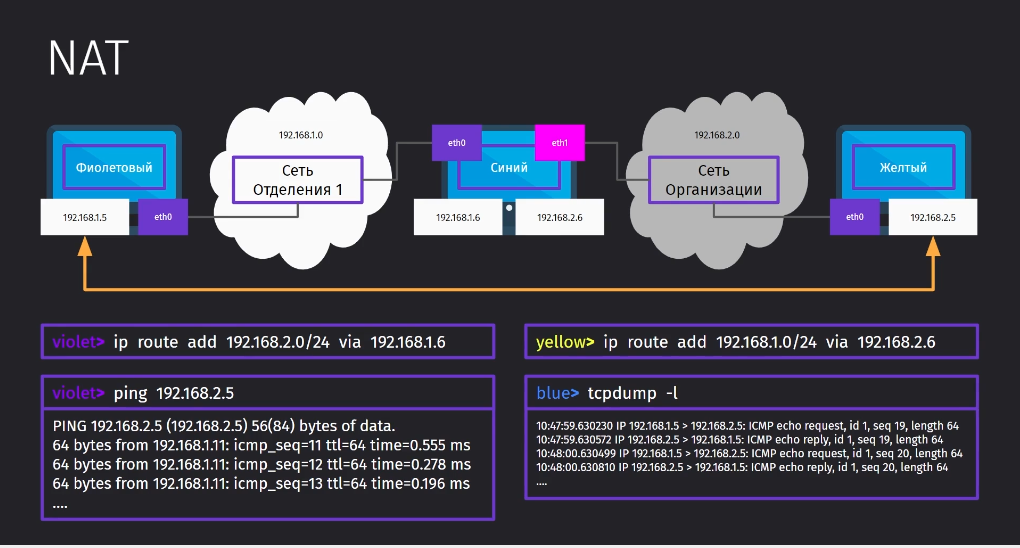 NAT
192.168.1.0
192.168.2.0
eth0
eth1
Фиолетовый
Сеть
Отделения 1
Синий
Сеть
Организации
Желтый
192.168.1.5
eth0
192.168.1.6
192.168.2.6
eth0
192.168.2.5
violet> ip route add 192.168.2.0/24 via 192.168.1.6
yellow> ip route add 192.168.1.0/24 via 192.168.2.6
violet> ping 192.168.2.5
PING 192.168.2.5 (192.168.2.5) 56(84) bytes of data.
64 bytes from 192.168.1.11: icmp_seq=11 ttl=64 time=0.555 ms
64 bytes from 192.168.1.11: icmp_seq=12 ttl=64 time=0.278 ms
64 bytes from 192.168.1.11: icmp_seq=13 ttl=64 time=0.196 ms
....
blue> tcpdump -l
10:47:59.630230 IP 192.168.1.5 > 192.168.2.5: ICMP echo request, id 1, seq 19, length 64
10:47:59.630572 IP 192.168.2.5 > 192.168.1.5: ICMP echo reply, id 1, seq 19, length 64
10:48:00.630499 IP 192.168.1.5 > 192.168.2.5: ICMP echo request, id 1, seq 20, length 64
10:48:00.630810 IP 192.168.2.5 > 192.168.1.5: ICMP echo reply, id 1, seq 20, length 64
....